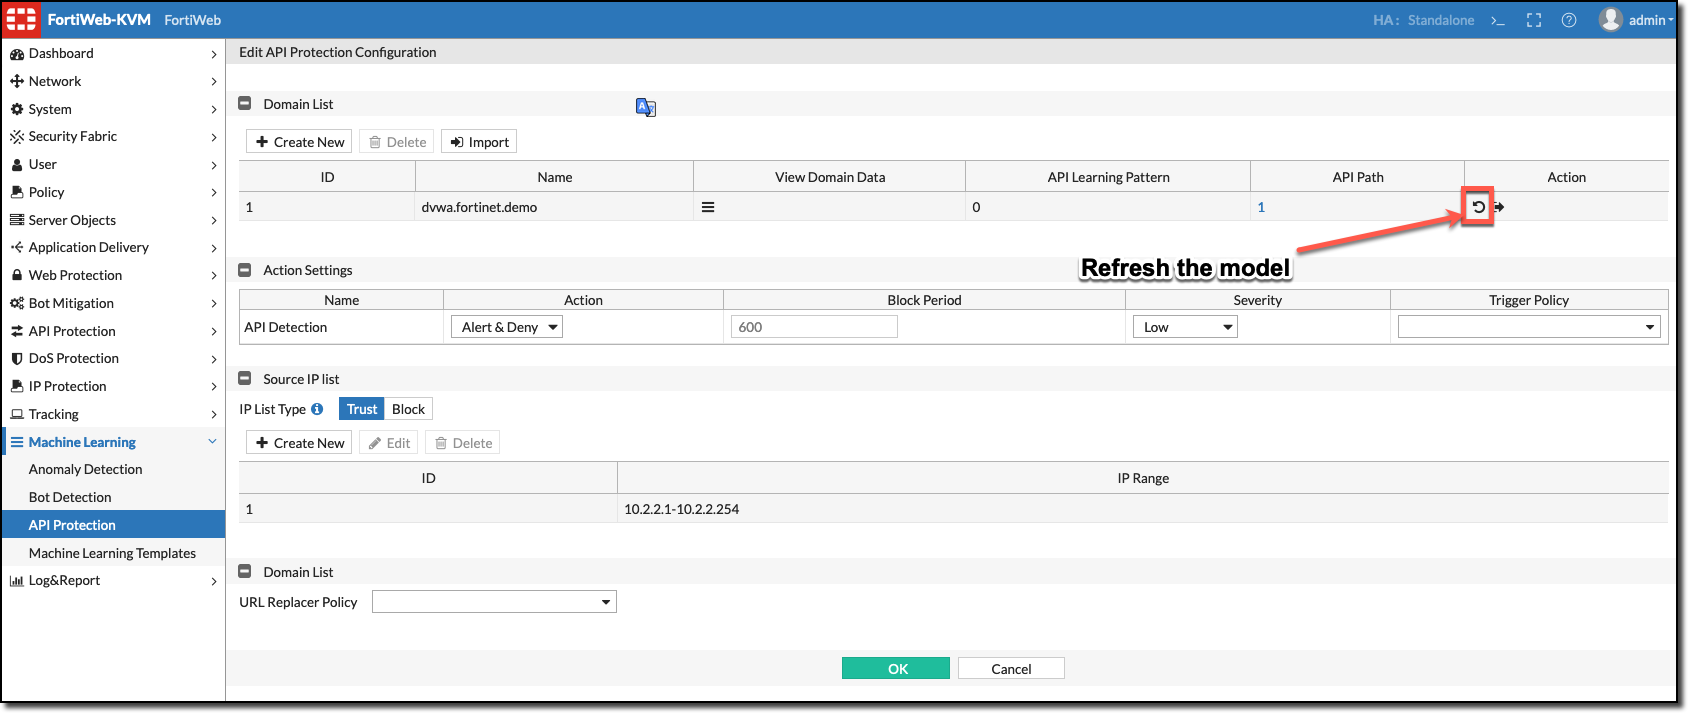 FortiWeb-KVM FortiWeb HA: Standalone >_ admin
Dashboard
Network
System
Security Fabric
User
Policy
Server Objects
Application Delivery
Web Protection
Bot Mitigation
API Protection
DoS Protection
IP Protection
Tracking
Machine Learning
Anomaly Detection
Bot Detection
API Protection
Machine Learning Templates
Log&Report
Edit API Protection Configuration
Domain List
Create New Delete Import
ID Name View Domain Data API Learning Pattern API Path Action
1 dvwa.fortinet.demo 0 1
Refresh the model
Action Settings
Name Action Block Period Severity Trigger Policy
API Detection Alert & Deny 600 Low
Source IP list
IP List Type Trust Block
Create New Edit Delete
ID IP Range
1 10.2.2.1-10.2.2.254
Domain List
URL Replacer Policy
OK Cancel